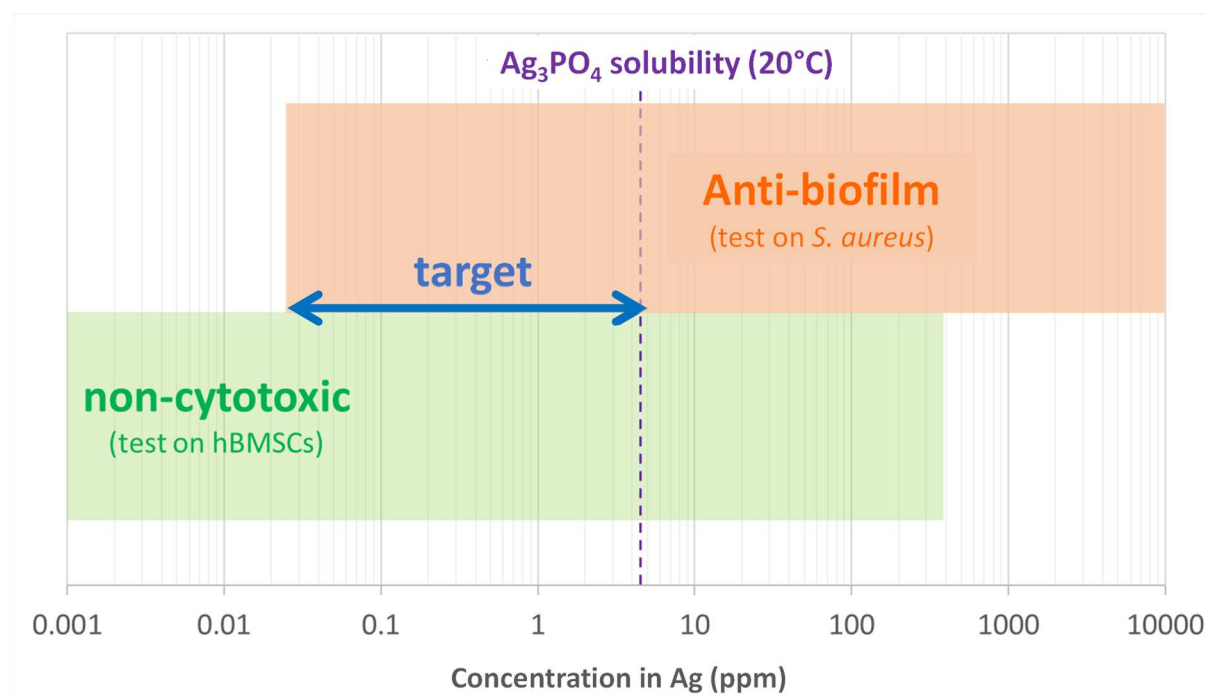 Ag₃PO₄ solubility (20°C)
Anti-biofilm
(test on S. aureus)
target
non-cytotoxic
(test on hBMSCs)
0.001 0.01 0.1 1 10 100 1000 10000
Concentration in Ag (ppm)